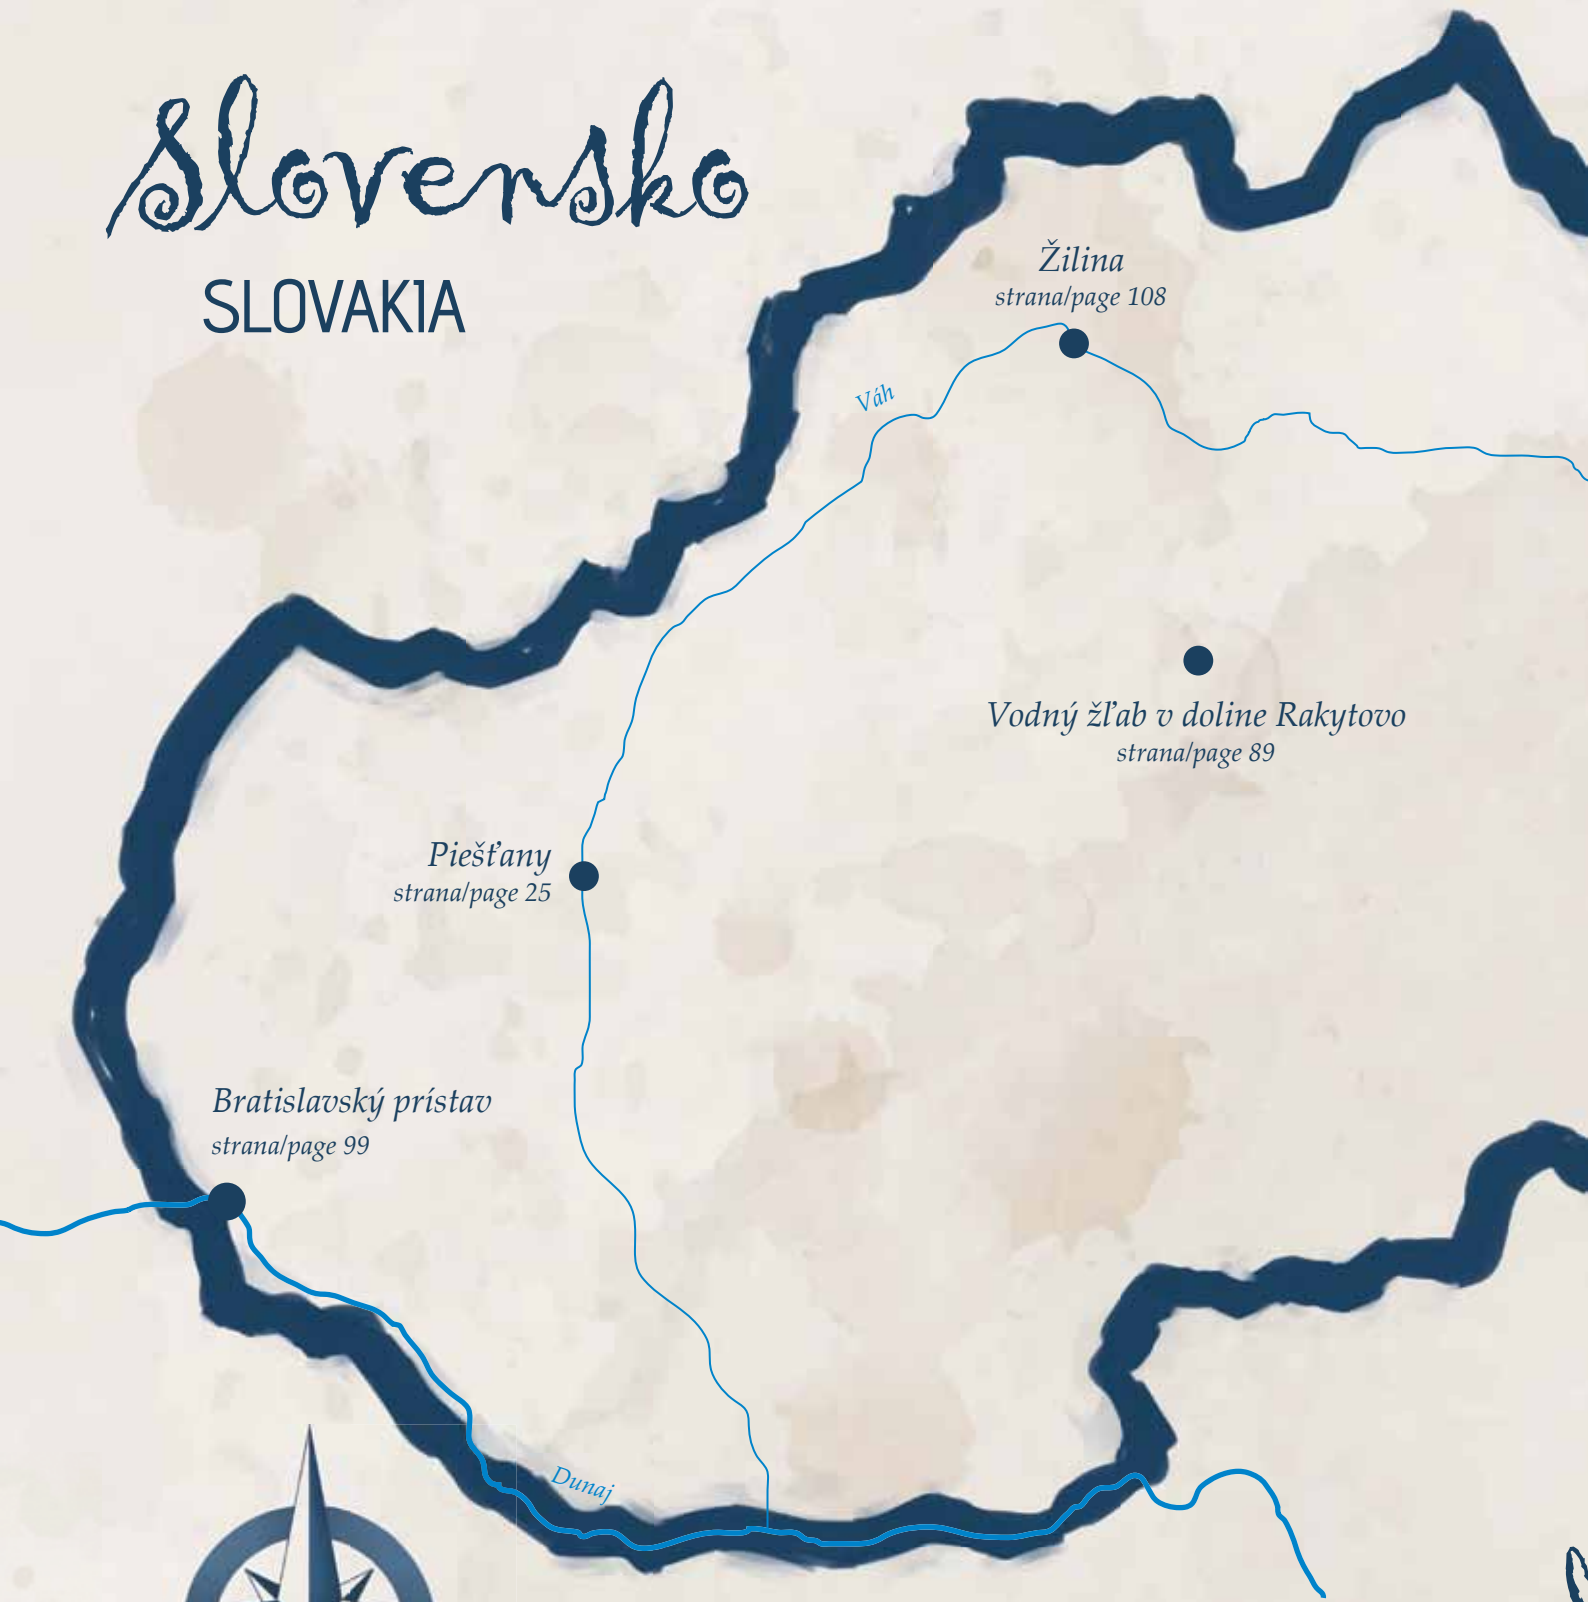 Slovensko
SLOVAKIA
Žilina
strana/page 108
Váh
Vodný žľab v doline Rakytovo
strana/page 89
Piešťany
strana/page 25
Bratislavský prístav
strana/page 99
Dunaj